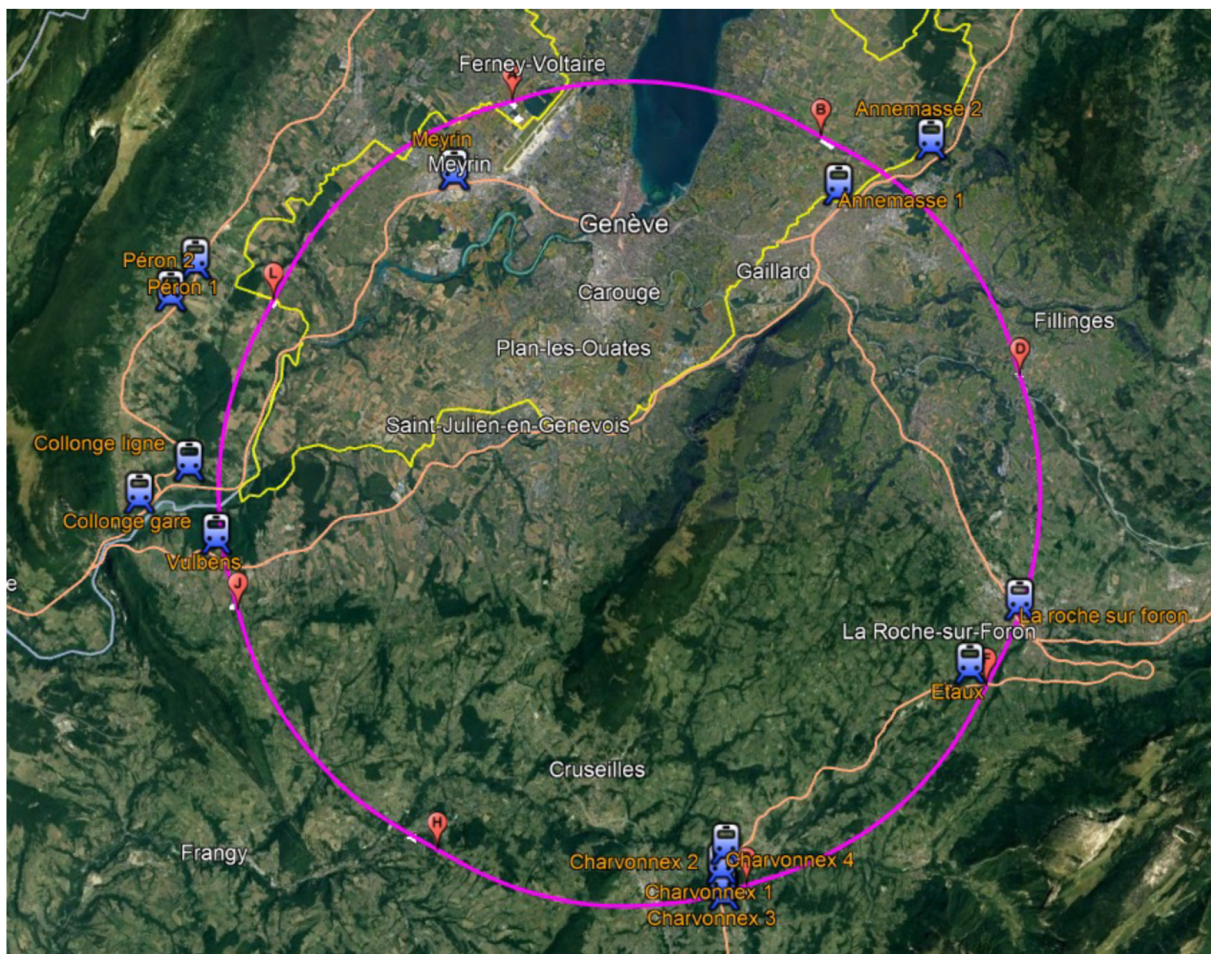 Ferney-Voltaire
A
B
Annemasse 2
Meyrin
Meyrin
Annemasse 1
Genève
Péron 2
Péron 1
L
Gaillard
Carouge
Fillinges
Plan-les-Ouates
D
Saint-Julien-en-Genevois
Collonge ligne
Collonge gare
Vulbens
e
J
La roche sur foron
La Roche-sur-Foron
F
Etaux
Cruseilles
H
Frangy
Charvonnex 2
Charvonnex 4
Charvonnex 1
Charvonnex 3